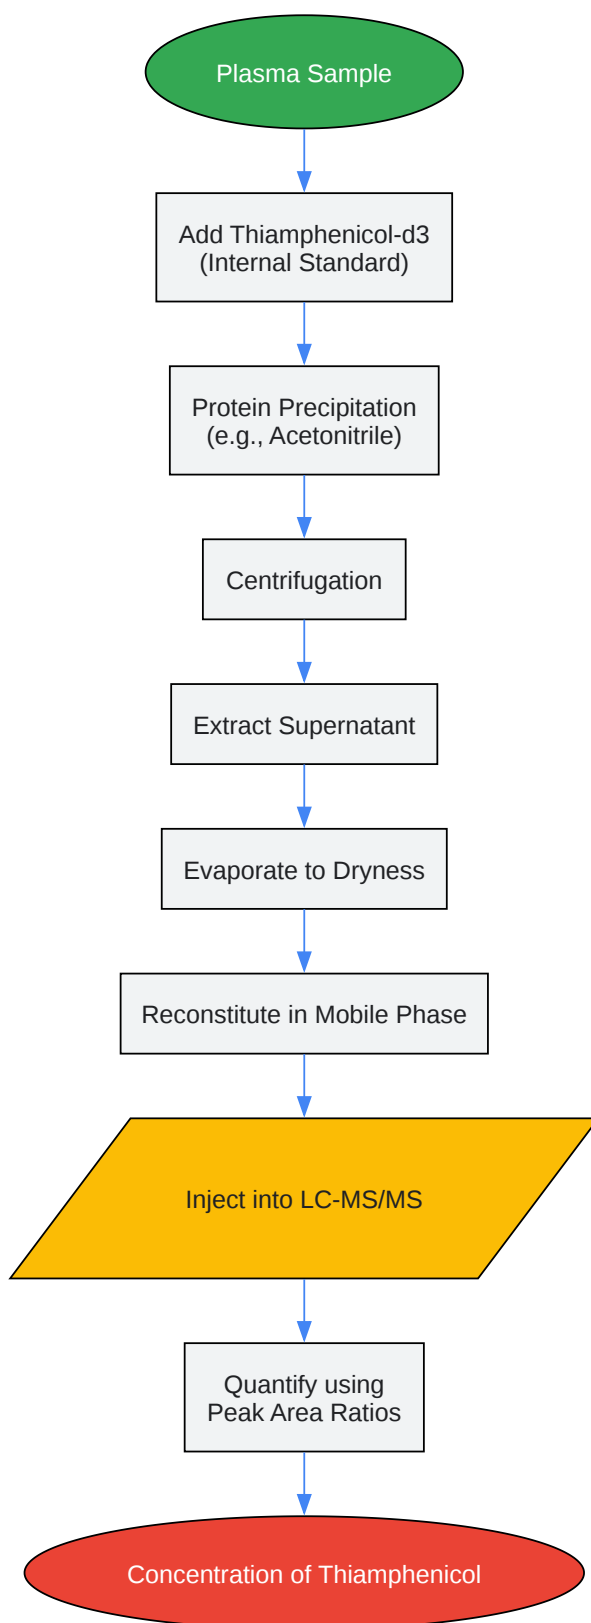 Plasma Sample
Add Thiamphenicol-d3
(Internal Standard)
Protein Precipitation
(e.g., Acetonitrile)
Centrifugation
Extract Supernatant
Evaporate to Dryness
Reconstitute in Mobile Phase
Inject into LC-MS/MS
Quantify using
Peak Area Ratios
Concentration of Thiamphenicol